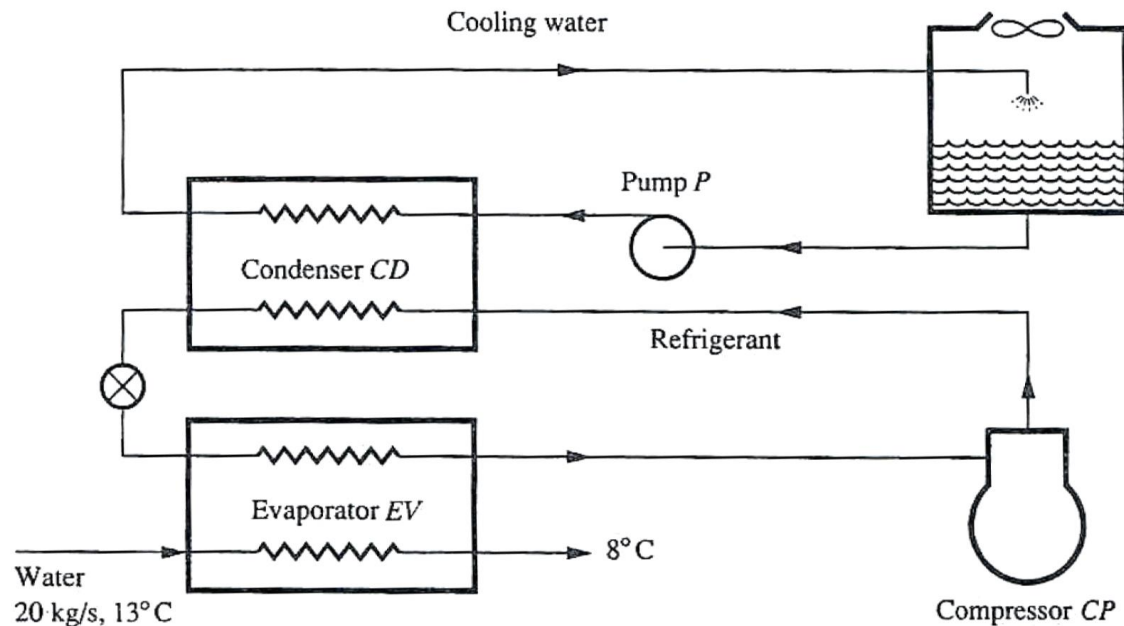 Cooling water
Pump P
Condenser CD
Refrigerant
Evaporator EV
8°C
Water
20 kg/s, 13°C
Compressor CP